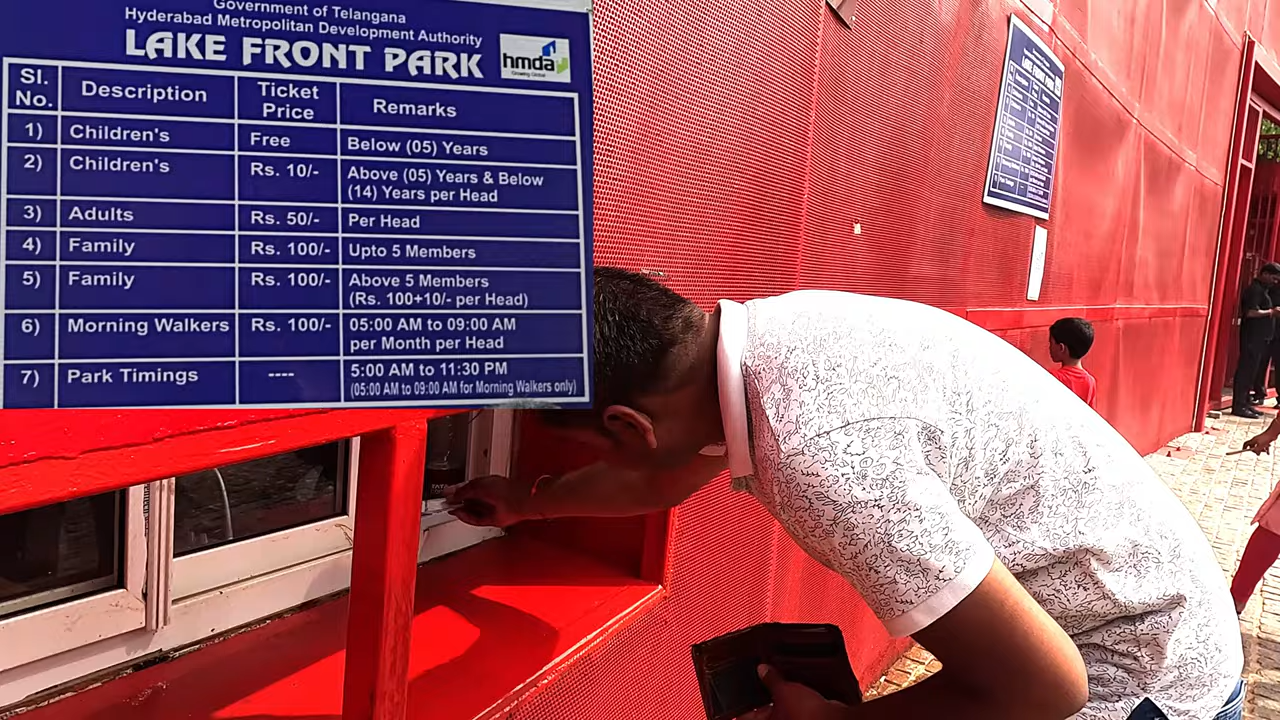 Government of Telangana
Hyderabad Metropolitan Development Authority
LAKE FRONT PARK
hmda
Growing Global
Sl. No. Description Ticket Price Remarks
1) Children's Free Below (05) Years
2) Children's Rs. 10/- Above (05) Years & Below
(14) Years per Head
3) Adults Rs. 50/- Per Head
4) Family Rs. 100/- Upto 5 Members
5) Family Rs. 100/- Above 5 Members
(Rs. 100+10/- per Head)
6) Morning Walkers Rs. 100/- 05:00 AM to 09:00 AM
per Month per Head
7) Park Timings ---- 5:00 AM to 11:30 PM
(05:00 AM to 09:00 AM for Morning Walkers only)
LAKE FRONT PARK